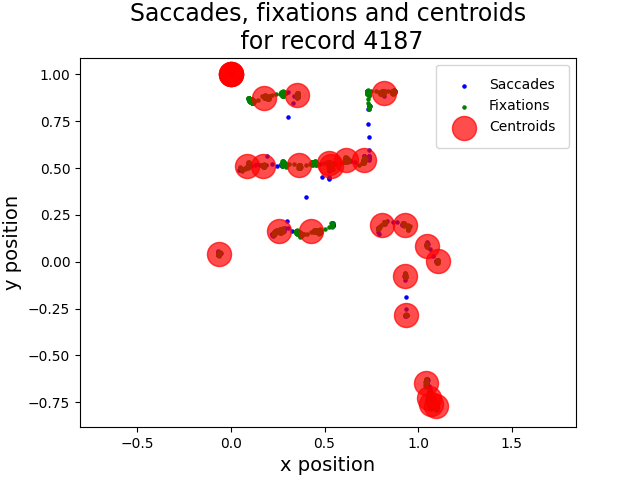 Saccades, fixations and centroids
for record 4187
Saccades
Fixations
Centroids
1.00
0.75
0.50
0.25
0.00
−0.25
−0.50
−0.75
y position
−0.5
0.0
0.5
1.0
1.5
x position